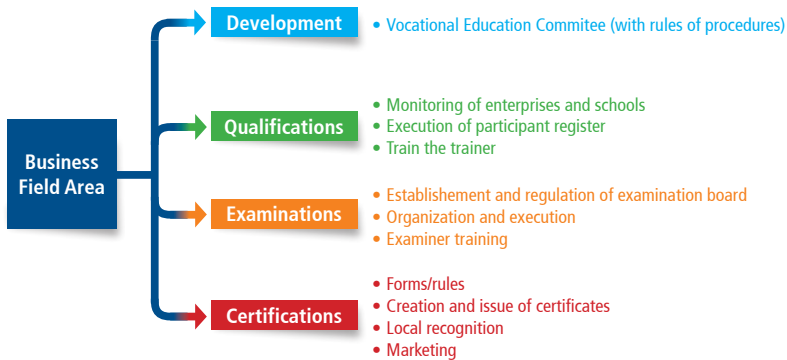 Business
Field Area
Development
• Vocational Education Commitee (with rules of procedures)
Qualifications
• Monitoring of enterprises and schools
• Execution of participant register
• Train the trainer
Examinations
• Establishement and regulation of examination board
• Organization and execution
• Examiner training
Certifications
• Forms/rules
• Creation and issue of certificates
• Local recognition
• Marketing